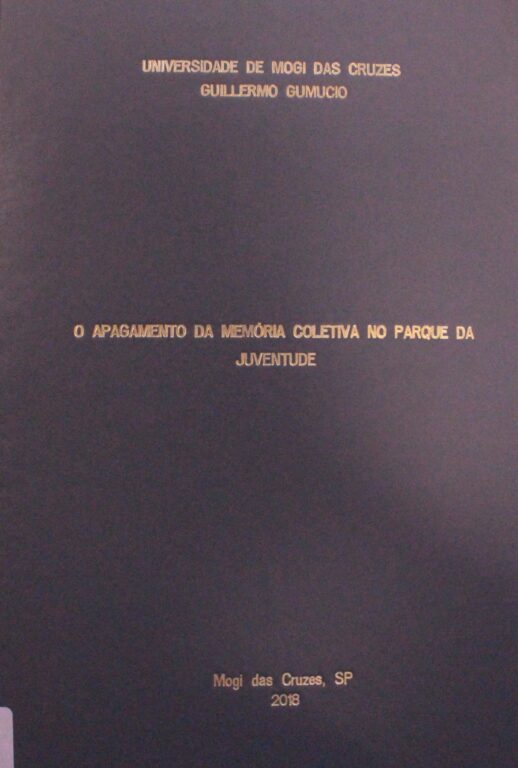 UNIVERSIDADE DE MOGI DAS CRUZES
GUILLERMO GUMUCIO
O APAGAMENTO DA MEMÓRIA COLETIVA NO PARQUE DA
JUVENTUDE
Mogi das Cruzes, SP
2018